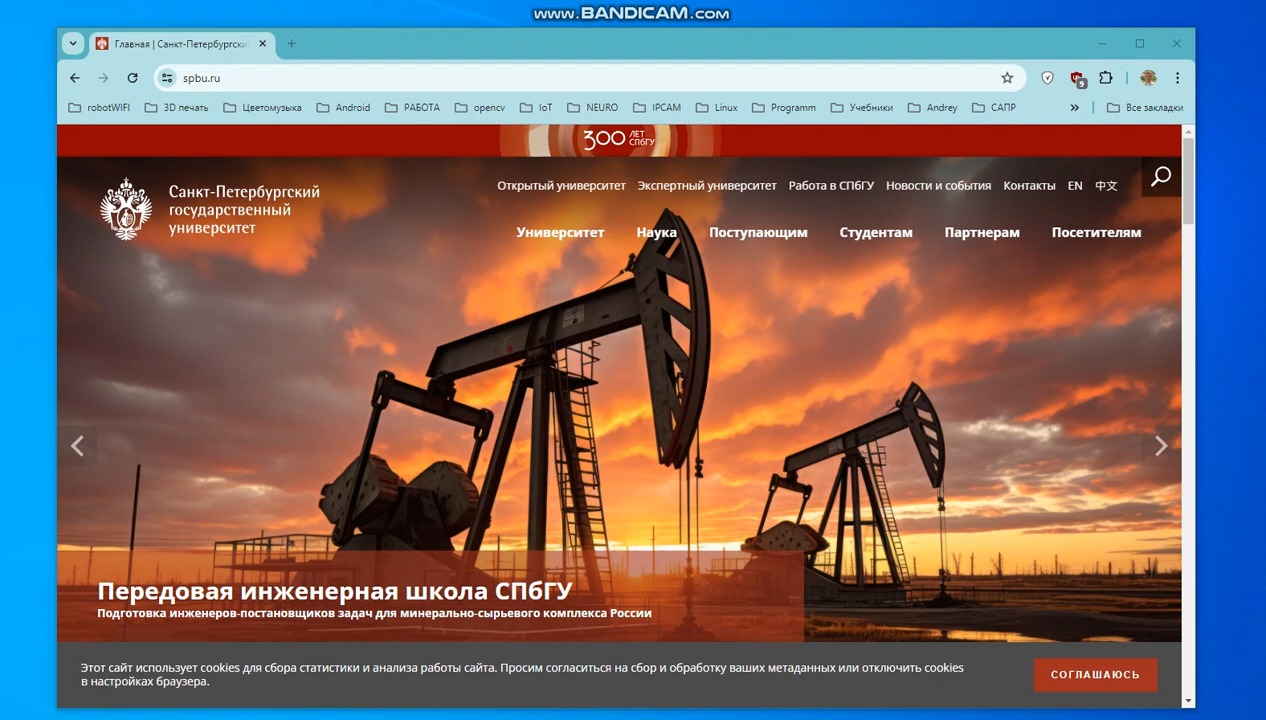 www.BANDICAM.com
Главная | Санкт-Петербургски
spbu.ru
9
robotWIFI 3D печать Цветомузыка Android РАБОТА opencv IoT NEURO IPCAM Linux Programm Учебники Andrey САПР » Все закладки
300 ЛЕТ СПбГУ
Открытый университет Экспертный университет Работа в СПбГУ Новости и события Контакты EN 中文
Санкт-Петербургский
государственный
университет
Университет Наука Поступающим Студентам Партнерам Посетителям
Передовая инженерная школа СПбГУ
Подготовка инженеров-постановщиков задач для минерально-сырьевого комплекса России
Этот сайт использует cookies для сбора статистики и анализа работы сайта. Просим согласиться на сбор и обработку ваших метаданных или отключить cookies
в настройках браузера.
СОГЛАШАЮСЬ